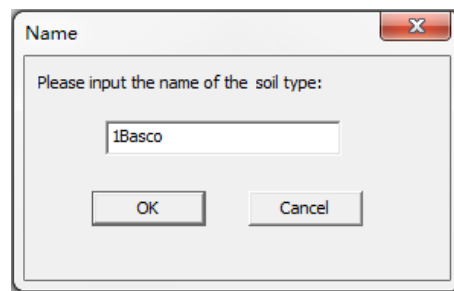 Name
Please input the name of the soil type:
1Basco
OK
Cancel